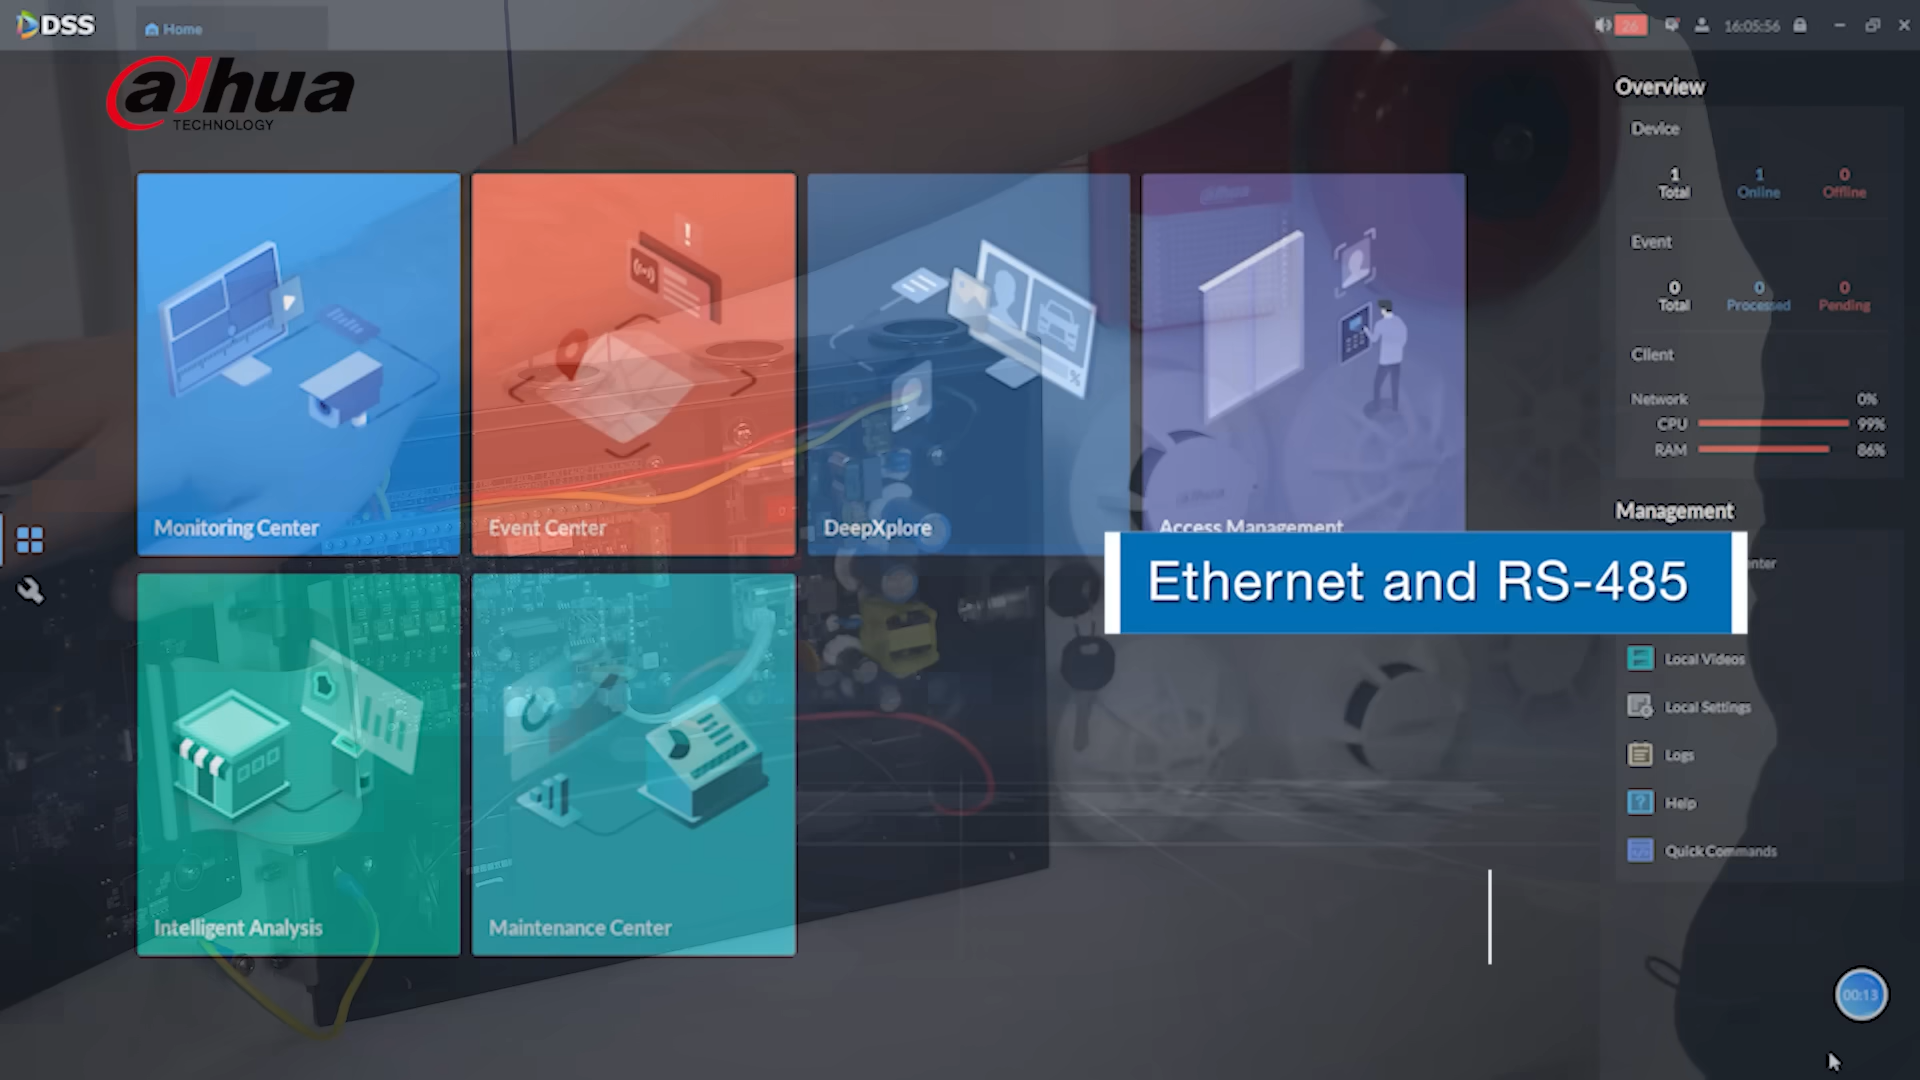 DSS
Home
26
16:05:56
alhua
TECHNOLOGY
Overview
Device
1 1 0
Total Online Offline
Event
0 0 0
Total Processed Pending
Client
Network 0%
CPU 99%
RAM 86%
Monitoring Center
Event Center
DeepXplore
Access Management
Management
Ethernet and RS-485
nter
Local Videos
Local Settings
Logs
Help
Quick Commands
Intelligent Analysis
Maintenance Center
00:13